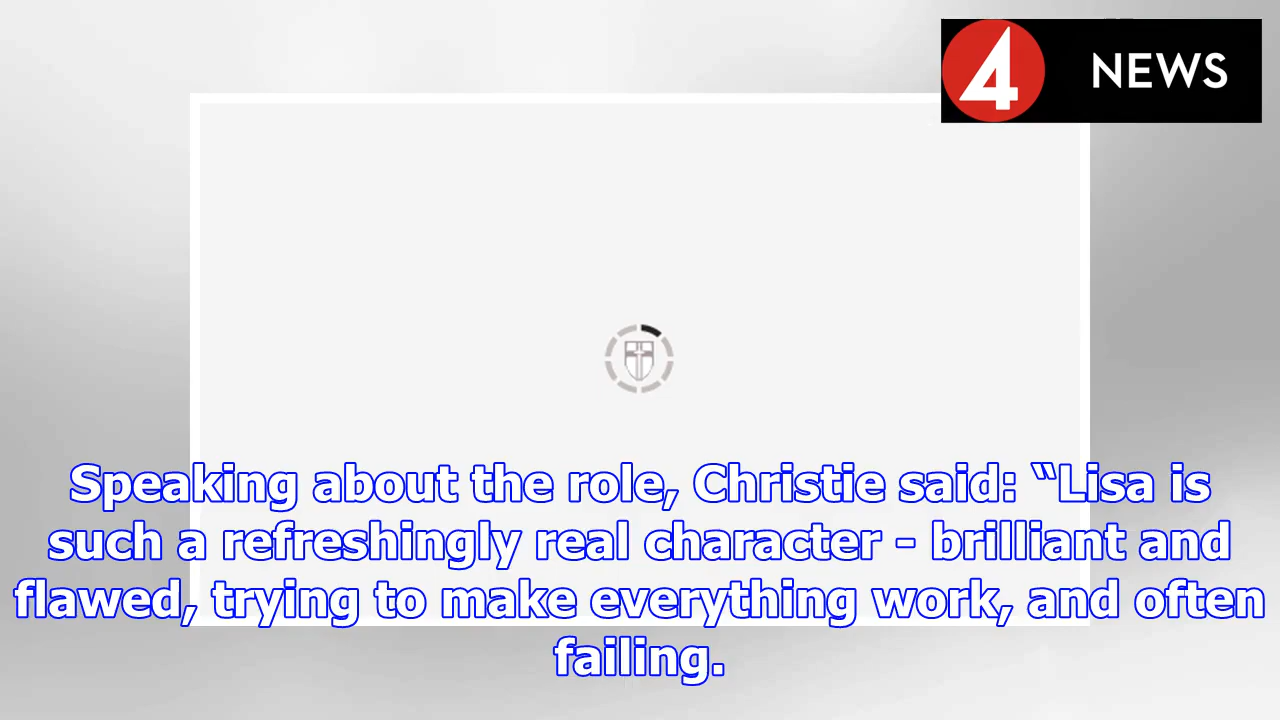 4 NEWS
Speaking about the role, Christie said: “Lisa is
such a refreshingly real character - brilliant and
flawed, trying to make everything work, and often
failing.